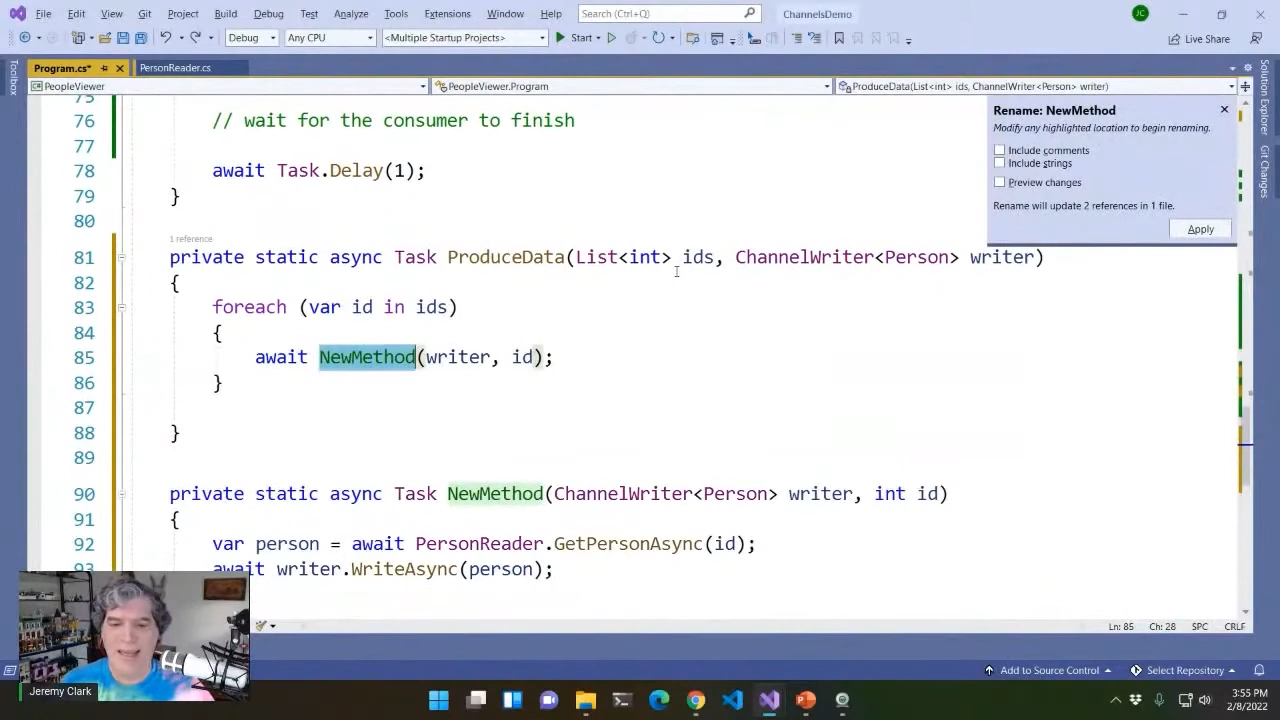 File Edit View Git Project Build Debug Test Analyze Tools Extensions Window Help Search (Ctrl+Q) ChannelsDemo JC
Debug Any CPU <Multiple Startup Projects> Start Live Share
Toolbox
Program.cs* PersonReader.cs
PeopleViewer PeopleViewer.Program ProduceData(List<int> ids, ChannelWriter<Person> writer)
Solution Explorer
Git Changes
Rename: NewMethod
Modify any highlighted location to begin renaming.
Include comments
Include strings
Preview changes
Rename will update 2 references in 1 file.
Apply
75
76 // wait for the consumer to finish
77
78 await Task.Delay(1);
79 }
80
1 reference
81 private static async Task ProduceData(List<int> ids, ChannelWriter<Person> writer)
82 {
83 foreach (var id in ids)
84 {
85 await NewMethod(writer, id);
86 }
87
88 }
89
90 private static async Task NewMethod(ChannelWriter<Person> writer, int id)
91 {
92 var person = await PersonReader.GetPersonAsync(id);
93 await writer.WriteAsync(person);
Ln: 85 Ch: 28 SPC CRLF
Add to Source Control Select Repository
Jeremy Clark
3:55 PM
2/8/2022